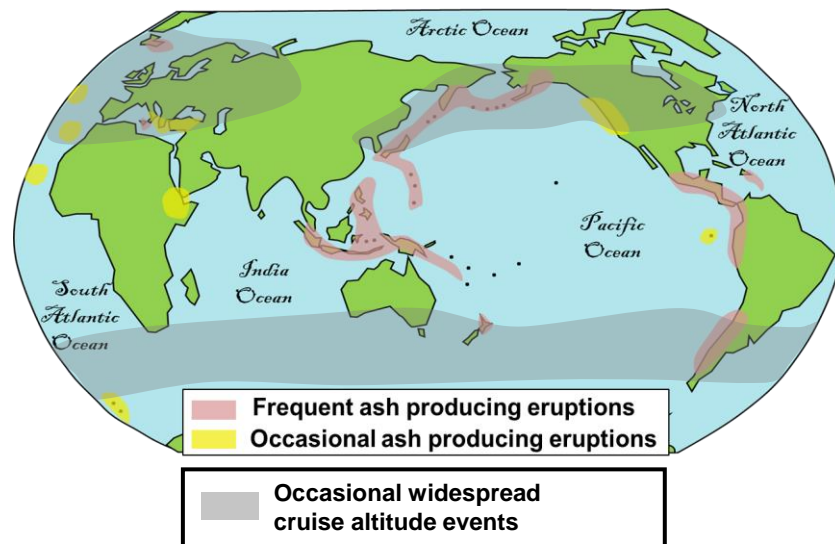 Arctic Ocean
North
Atlantic
Ocean
Pacific
Ocean
India
Ocean
South
Atlantic
Ocean
Frequent ash producing eruptions
Occasional ash producing eruptions
Occasional widespread
cruise altitude events